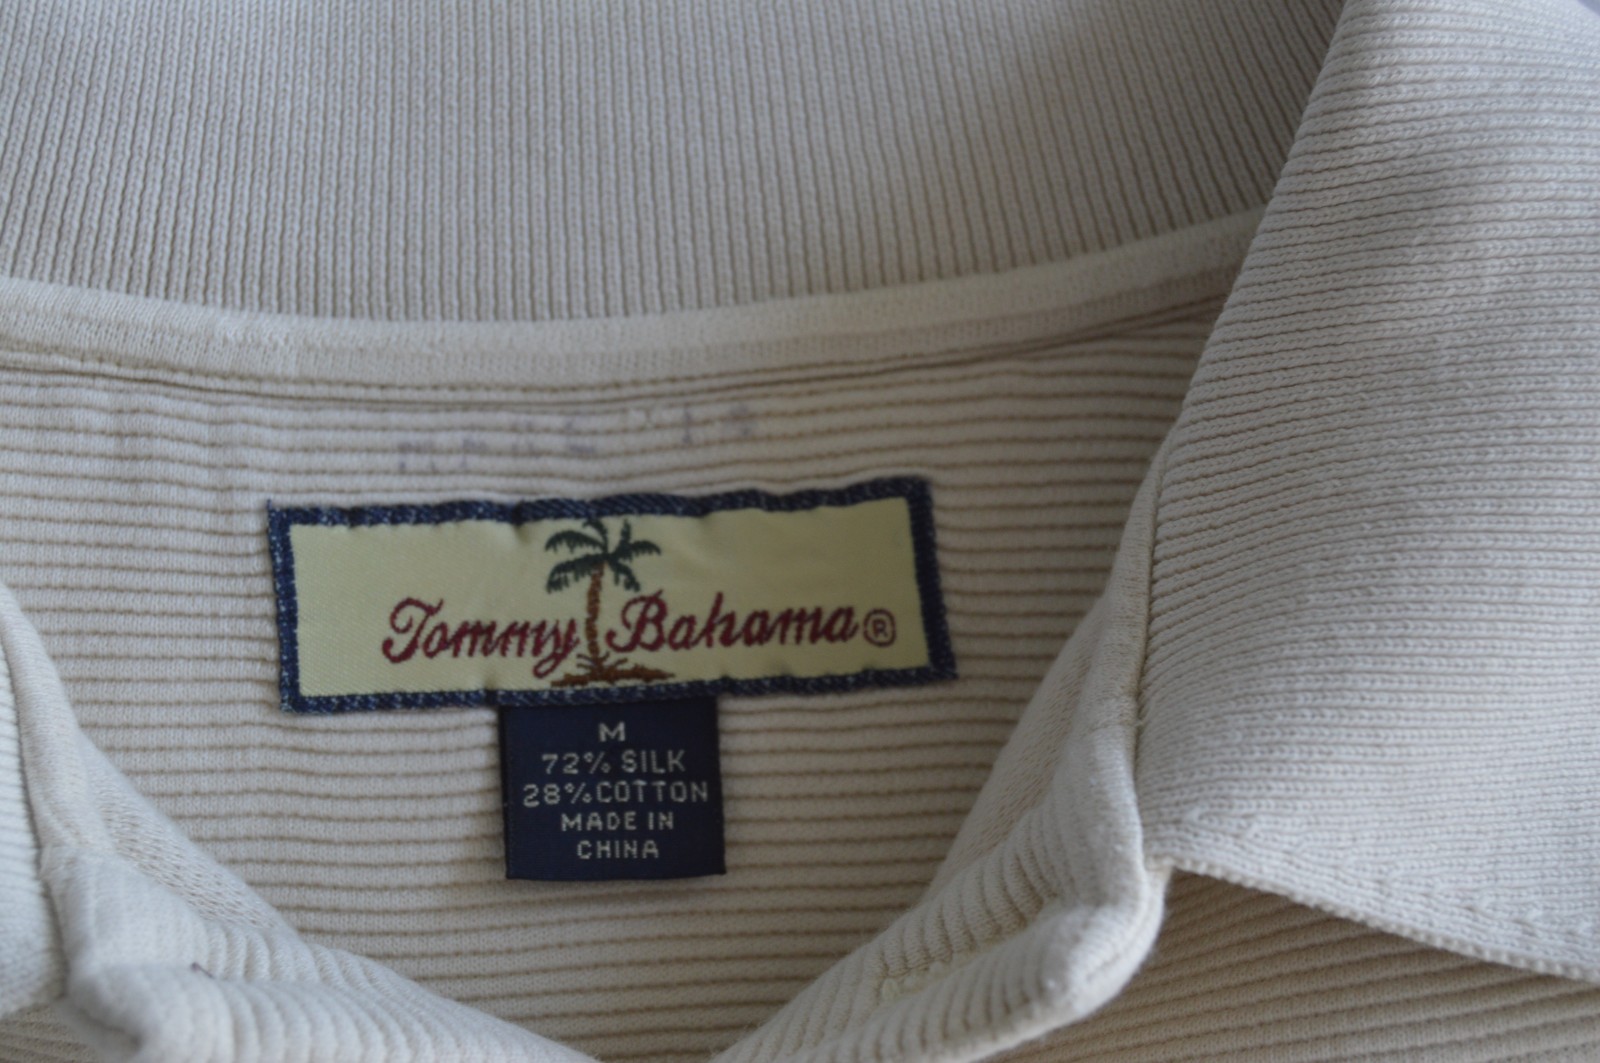 Tommy Bahama®
M
72% SILK
28% COTTON
MADE IN
CHINA